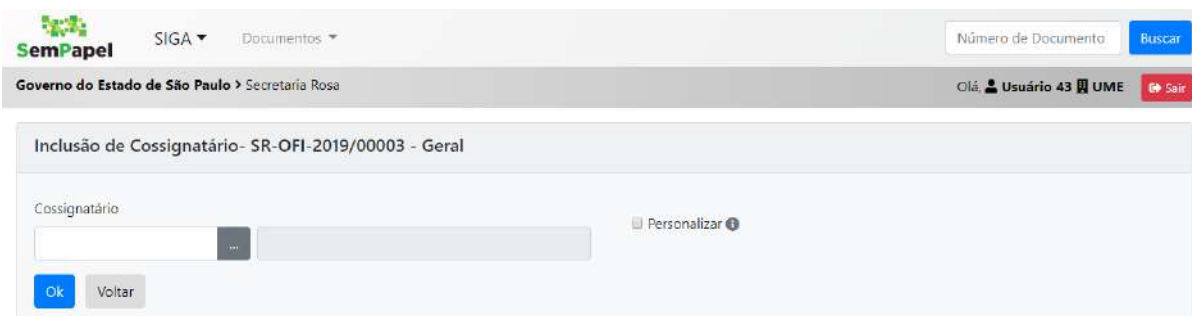 SemPapel
SIGA
Documentos
Número de Documento
Buscar
Governo do Estado de São Paulo > Secretaria Rosa
Olá, Usuário 43 UME
Sair
Inclusão de Cossignatário- SR-OFI-2019/00003 - Geral
Cossignatário
...
Personalizar
Ok
Voltar